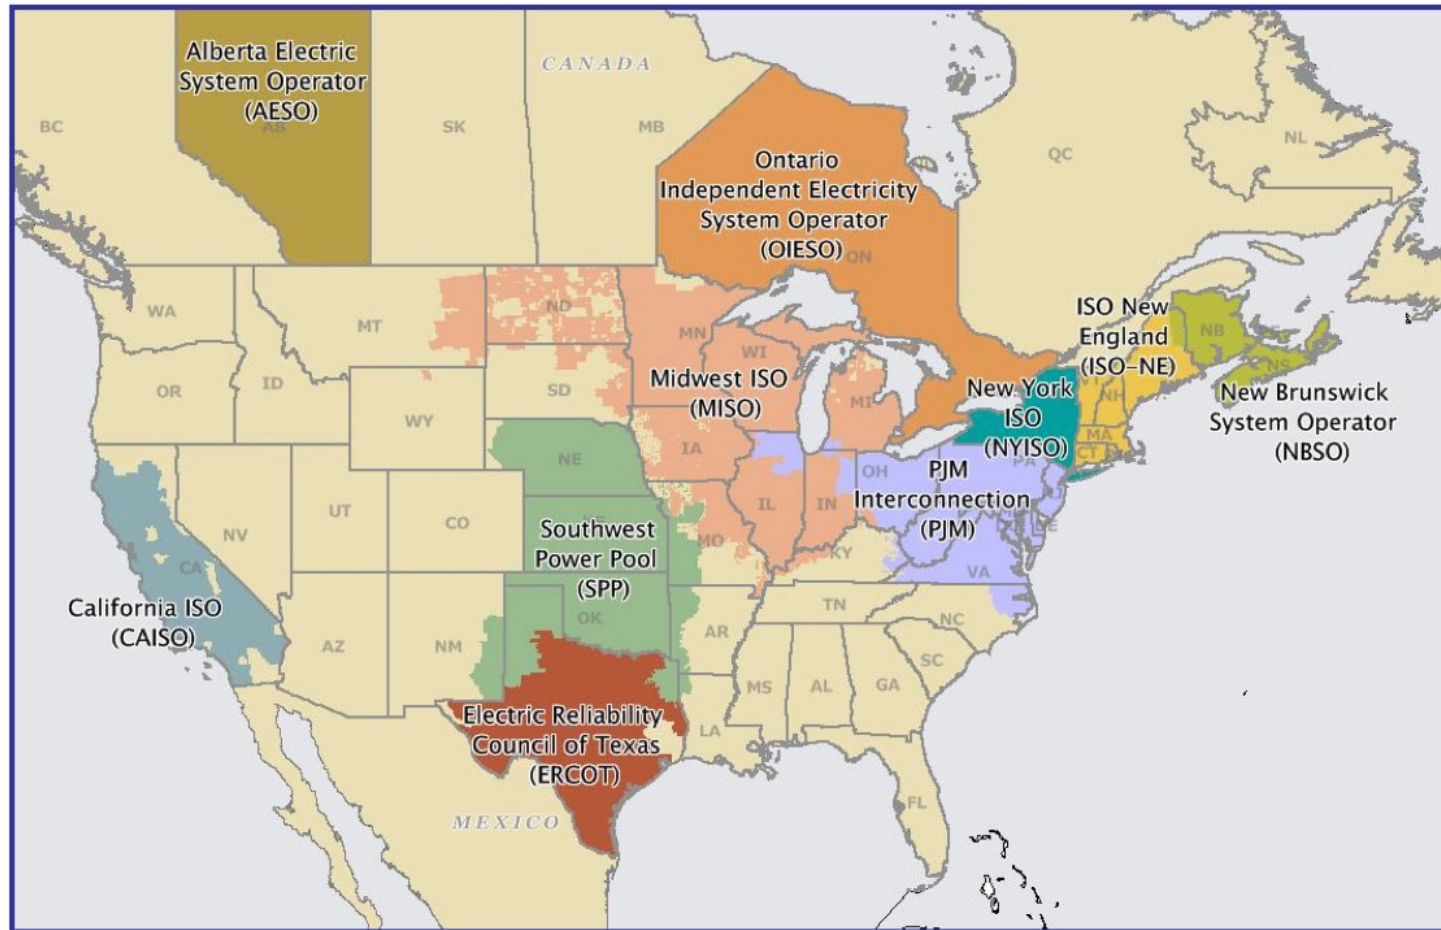 Alberta Electric
System Operator
(AESO)
CANADA
BC
AB
SK
MB
Ontario
Independent Electricity
System Operator
(OIESO)
ON
QC
NL
WA
MT
ND
MN
WI
MI
ISO New
England
(ISO-NE)
NB
NS
OR
ID
WY
SD
Midwest ISO
(MISO)
New York
ISO
(NYISO)
VT
NH
MA
CT
New Brunswick
System Operator
(NBSO)
IA
NE
NV
UT
CO
IL
IN
OH
PA
NJ
DE
PJM
Interconnection
(PJM)
CA
Southwest
Power Pool
(SPP)
MO
KY
VA
California ISO
(CAISO)
AZ
NM
OK
AR
TN
NC
SC
MS
AL
GA
LA
FL
Electric Reliability
Council of Texas
(ERCOT)
MEXICO